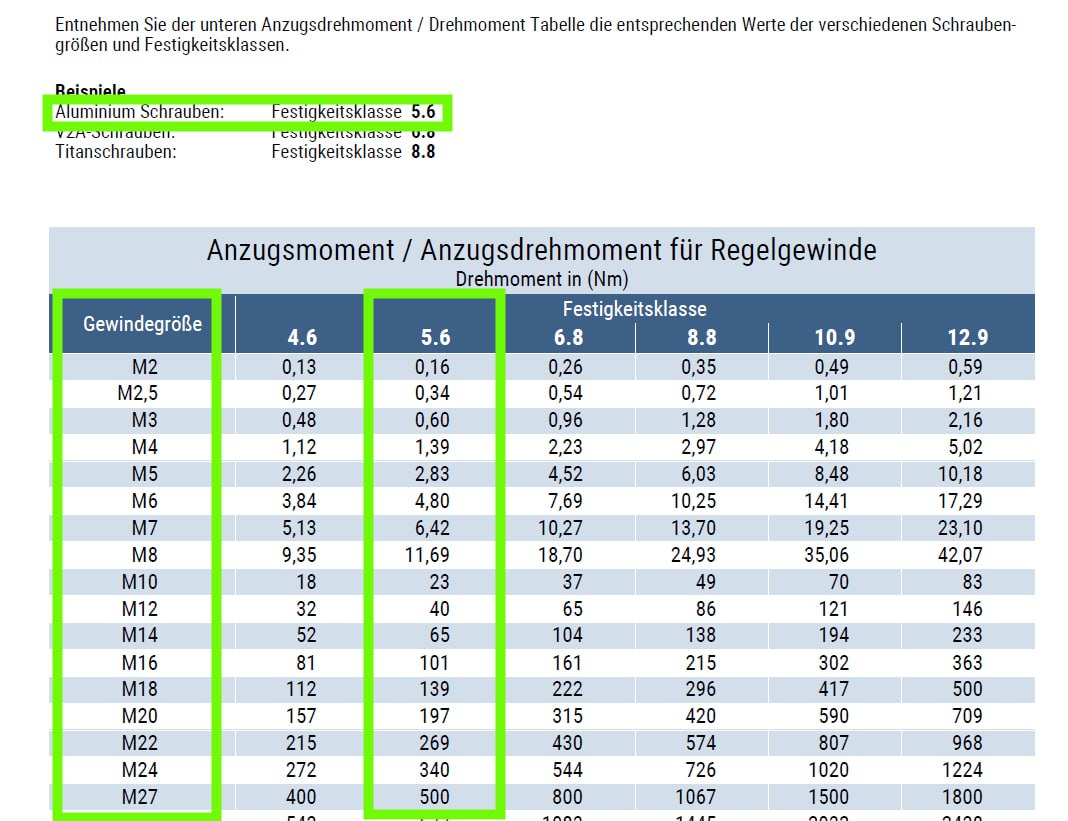 Entnehmen Sie der unteren Anzugsdrehmoment / Drehmoment Tabelle die entsprechenden Werte der verschiedenen Schrauben-
größen und Festigkeitsklassen.
Beispiele
Aluminium Schrauben: Festigkeitsklasse 5.6
V2A-Schrauben: Festigkeitsklasse 6.8
Titanschrauben: Festigkeitsklasse 8.8
Anzugsmoment / Anzugsdrehmoment für Regelgewinde
Drehmoment in (Nm)
Gewindegröße Festigkeitsklasse
4.6 5.6 6.8 8.8 10.9 12.9
M2 0,13 0,16 0,26 0,35 0,49 0,59
M2,5 0,27 0,34 0,54 0,72 1,01 1,21
M3 0,48 0,60 0,96 1,28 1,80 2,16
M4 1,12 1,39 2,23 2,97 4,18 5,02
M5 2,26 2,83 4,52 6,03 8,48 10,18
M6 3,84 4,80 7,69 10,25 14,41 17,29
M7 5,13 6,42 10,27 13,70 19,25 23,10
M8 9,35 11,69 18,70 24,93 35,06 42,07
M10 18 23 37 49 70 83
M12 32 40 65 86 121 146
M14 52 65 104 138 194 233
M16 81 101 161 215 302 363
M18 112 139 222 296 417 500
M20 157 197 315 420 590 709
M22 215 269 430 574 807 968
M24 272 340 544 726 1020 1224
M27 400 500 800 1067 1500 1800